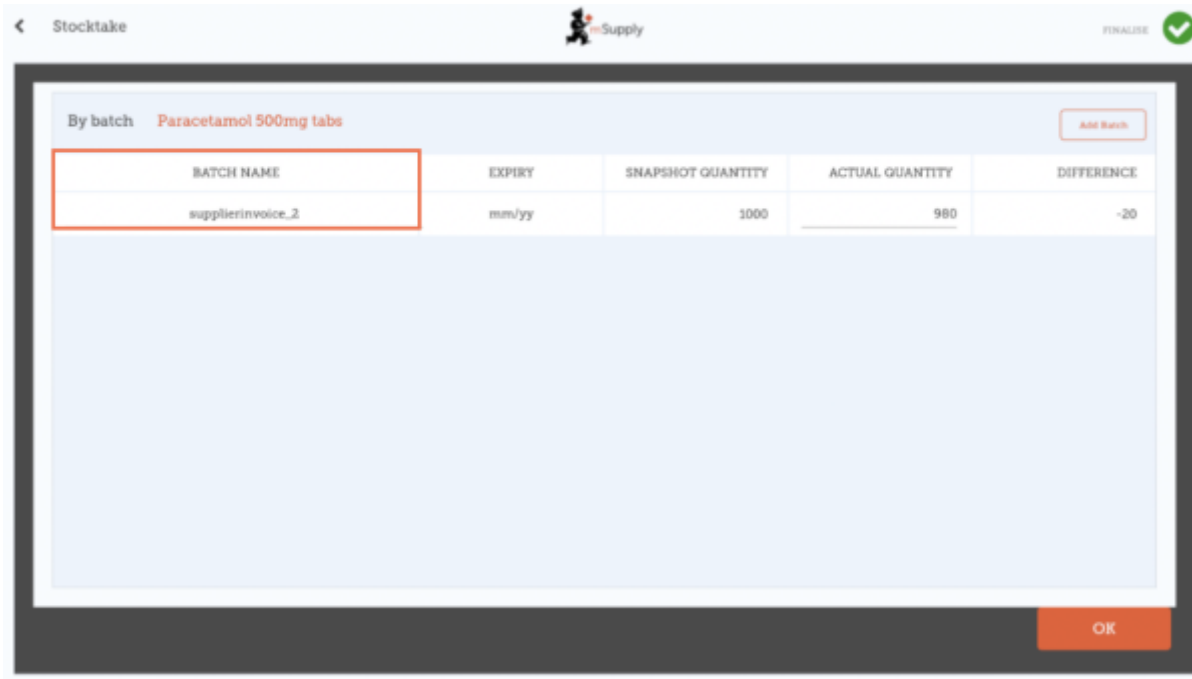 Stocktake
mSupply
FINALISE
By batch Paracetamol 500mg tabs
Add Batch
BATCH NAME EXPIRY SNAPSHOT QUANTITY ACTUAL QUANTITY DIFFERENCE
supplierinvoice_2 mm/yy 1000 980 -20
OK